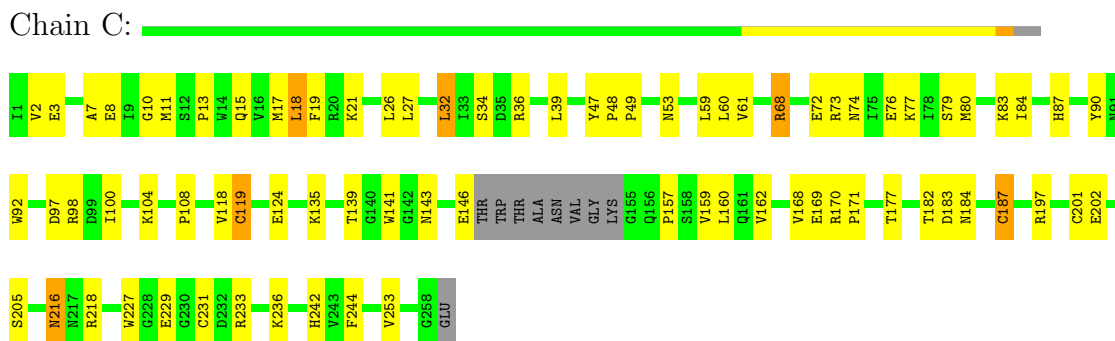 Chain C:
I1 V2 E3 A7 E8 I9 G10 M11 S12 P13 W14 Q15 V16 M17 L18 F19 R20 K21 L26 L27 L32 I33 S34 D35 R36 L39 Y47 P48 P49 N53 L59 L60 V61 R68 E72 R73 N74 I75 E76 K77 I78 S79 M80 K83 I84 H87 Y90 N91
W92 D97 R98 D99 I100 K104 P108 V118 C119 E124 K135 T139 G140 W141 G142 N143 E146 THR TRP THR ALA ASN VAL GLY LYS G155 Q156 P157 S158 V159 L160 Q161 V162 V168 E169 R170 P171 T177 T182 D183 N184 C187 R197 C201 E202
S205 N216 N217 R218 W227 G228 E229 G230 C231 D232 R233 K236 H242 V243 F244 V253 G258 GLU